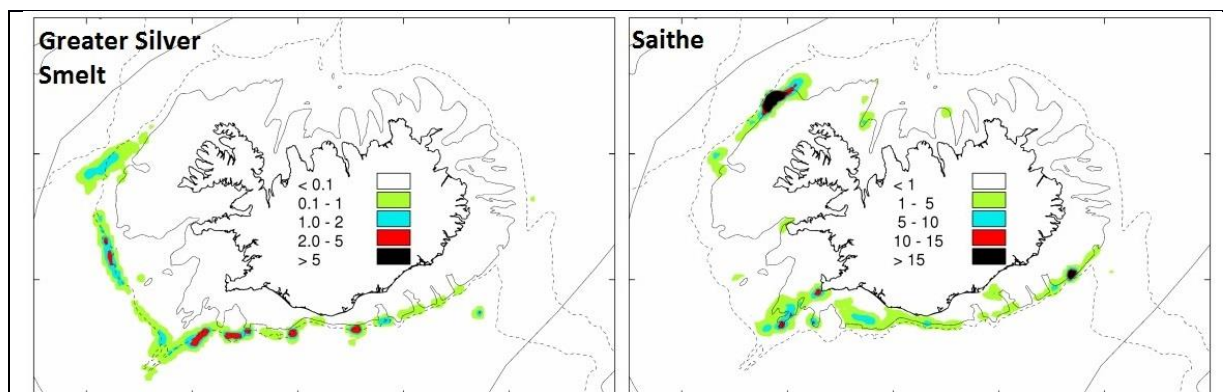 Greater Silver
Smelt
< 0.1
0.1 - 1
1.0 - 2
2.0 - 5
> 5
Saithe
< 1
1 - 5
5 - 10
10 - 15
> 15